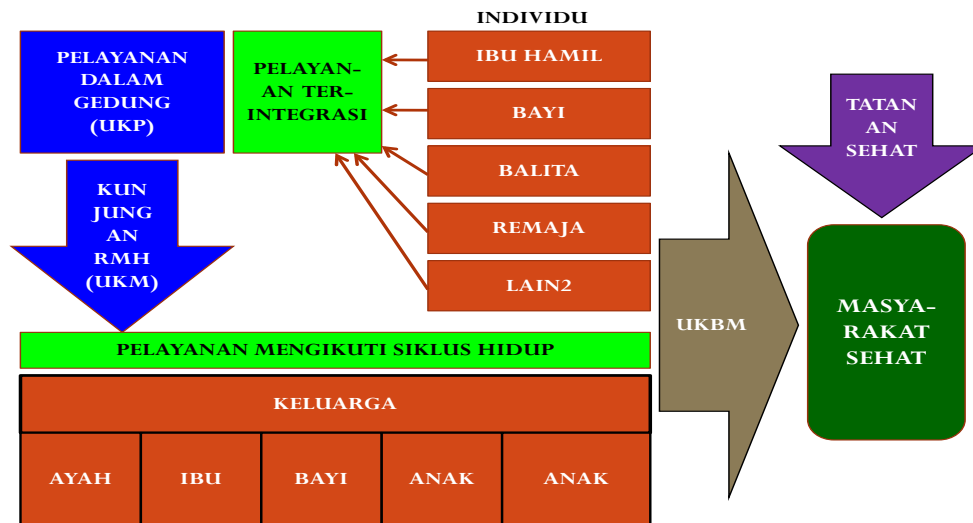 INDIVIDU
PELAYANAN
DALAM
GEDUNG
(UKP)
PELAYAN-
AN TER-
INTEGRASI
IBU HAMIL
BAYI
BALITA
REMAJA
LAIN2
KUN
JUNG
AN
RMH
(UKM)
PELAYANAN MENGIKUTI SIKLUS HIDUP
KELUARGA
AYAH
IBU
BAYI
ANAK
ANAK
UKBM
TATAN
AN
SEHAT
MASYA-
RAKAT
SEHAT